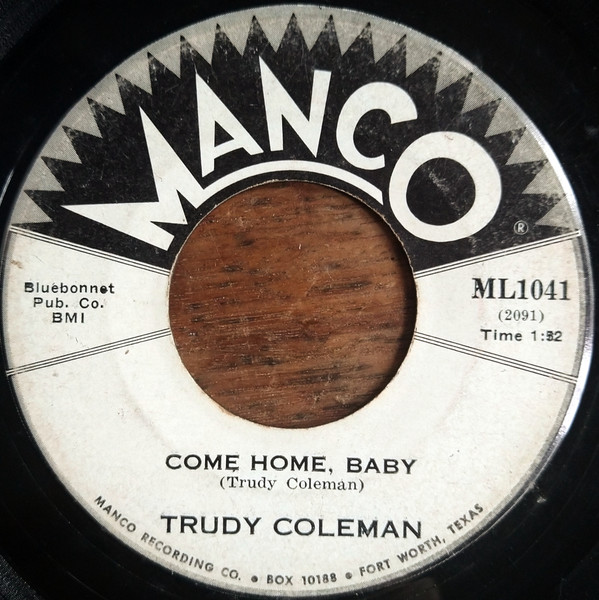 MANCO
®
Bluebonnet
Pub. Co.
BMI
ML1041
(2091)
Time 1:52
COME HOME, BABY
(Trudy Coleman)
TRUDY COLEMAN
MANCO RECORDING CO. • BOX 10188 • FORT WORTH, TEXAS